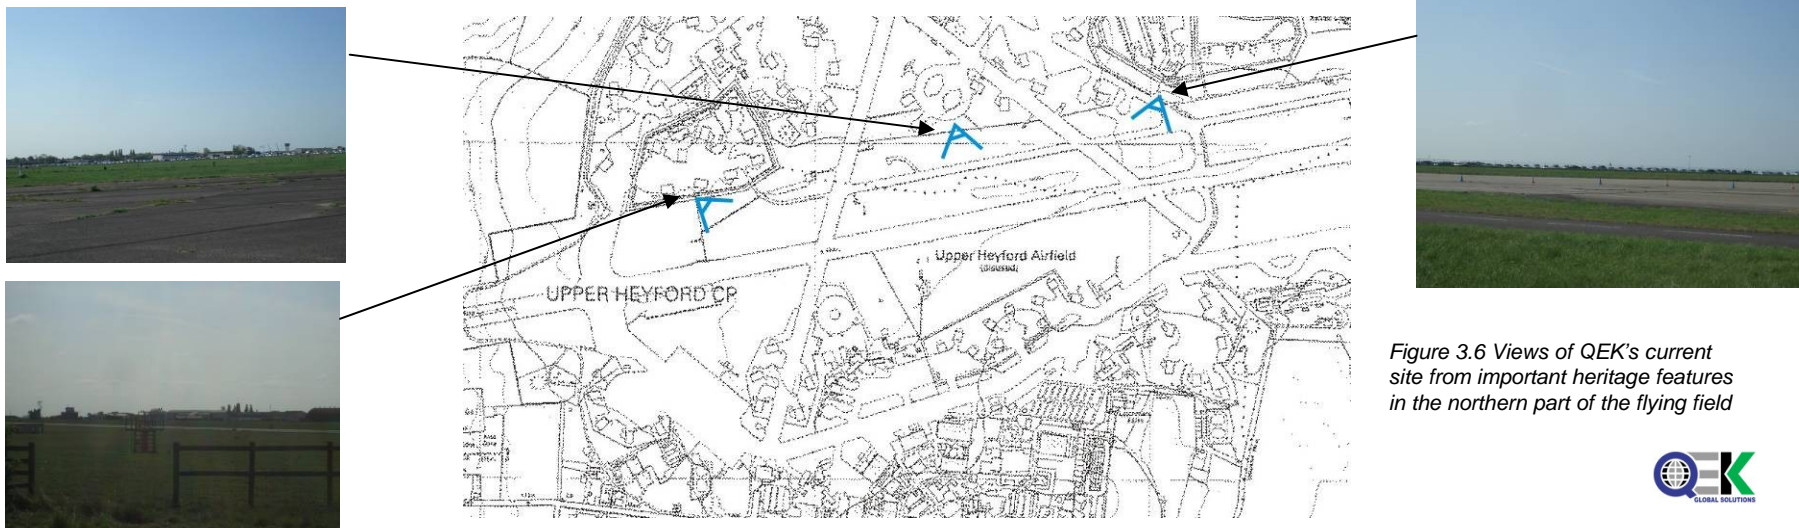 Upper Heyford Airfield
(disused)
UPPER HEYFORD CP
Figure 3.6 Views of QEK's current
site from important heritage features
in the northern part of the flying field
QEK
GLOBAL SOLUTIONS